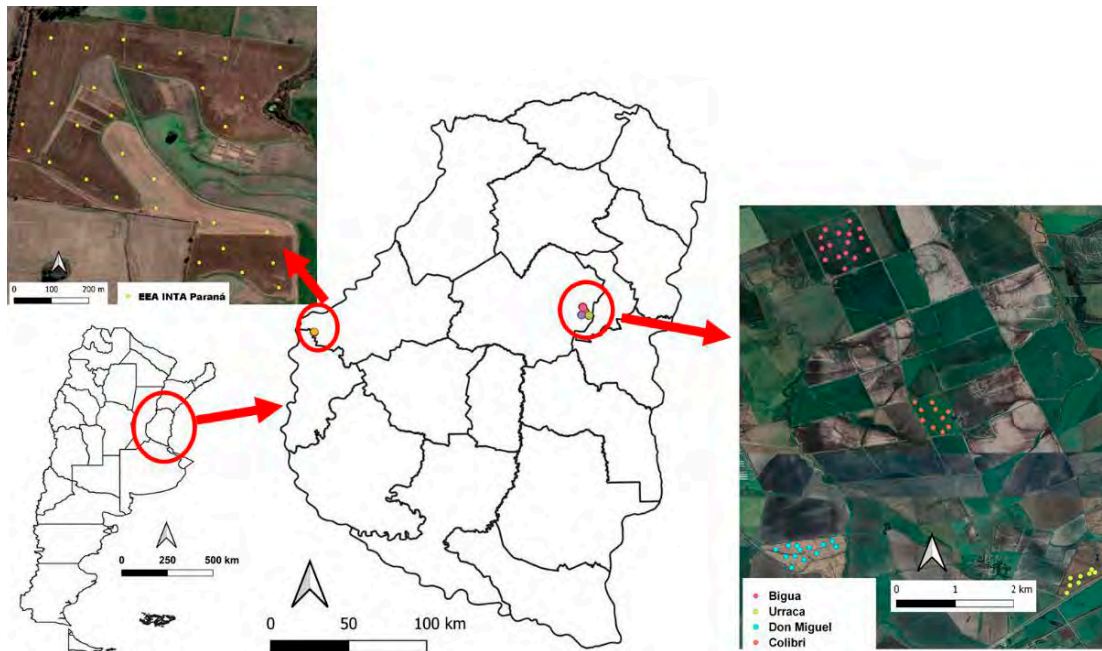 0 100 200 m
EEA INTA Paraná
0 250 500 km
0 50 100 km
Bigua
Urraca
Don Miguel
Colibri
0 1 2 km